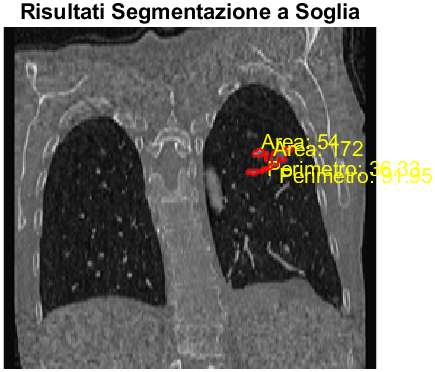 Risultati Segmentazione a Soglia
Area: 54
Area: 172
Perimetro: 36.33
Perimetro: 91.95